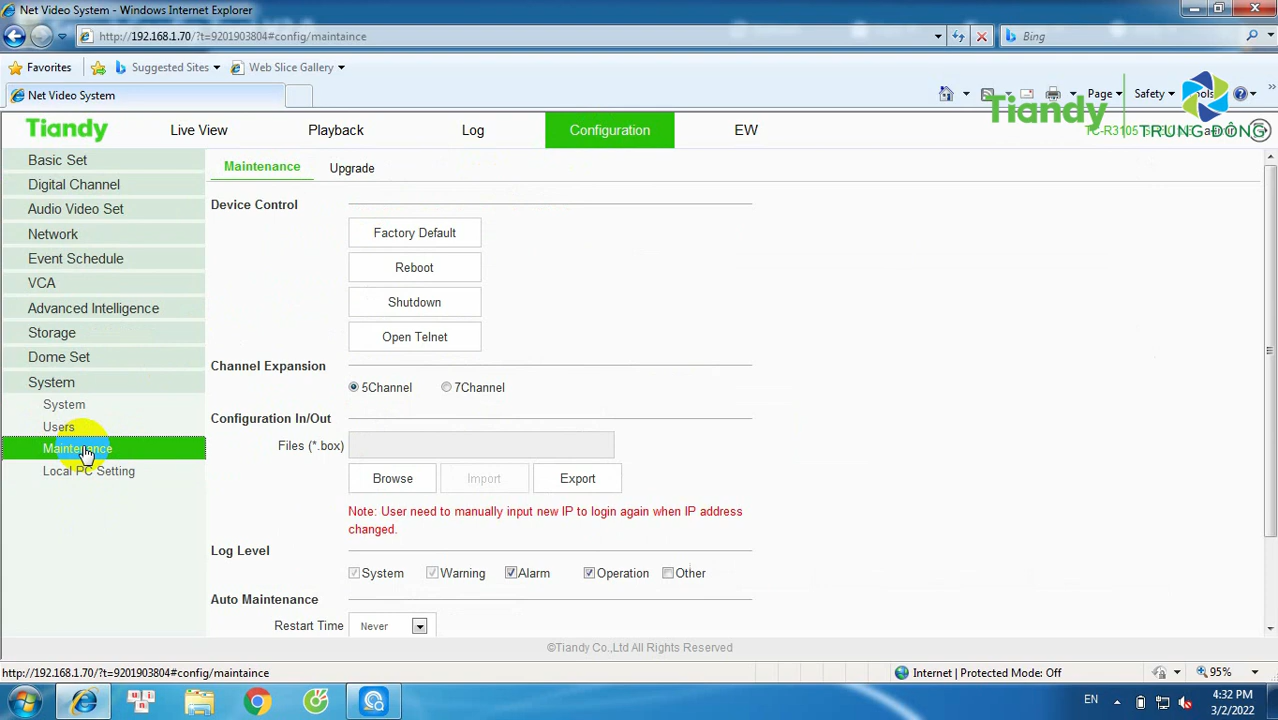 Net Video System - Windows Internet Explorer
http://192.168.1.70/?t=9201903804#config/maintaince
Bing
Favorites Suggested Sites Web Slice Gallery
Net Video System
Page Safety Tools
Tiandy
TRUNG ĐÔNG
Tiandy Live View Playback Log Configuration EW
Basic Set
Digital Channel
Audio Video Set
Network
Event Schedule
VCA
Advanced Intelligence
Storage
Dome Set
System
System
Users
Maintenance
Local PC Setting
Maintenance Upgrade
Device Control
Factory Default
Reboot
Shutdown
Open Telnet
Channel Expansion
5Channel 7Channel
Configuration In/Out
Files (*.box)
Browse Import Export
Note: User need to manually input new IP to login again when IP address
changed.
Log Level
System Warning Alarm Operation Other
Auto Maintenance
Restart Time Never
©Tiandy Co.,Ltd All Rights Reserved
http://192.168.1.70/?t=9201903804#config/maintaince Internet | Protected Mode: Off 95%
EN 4:32 PM
3/2/2022